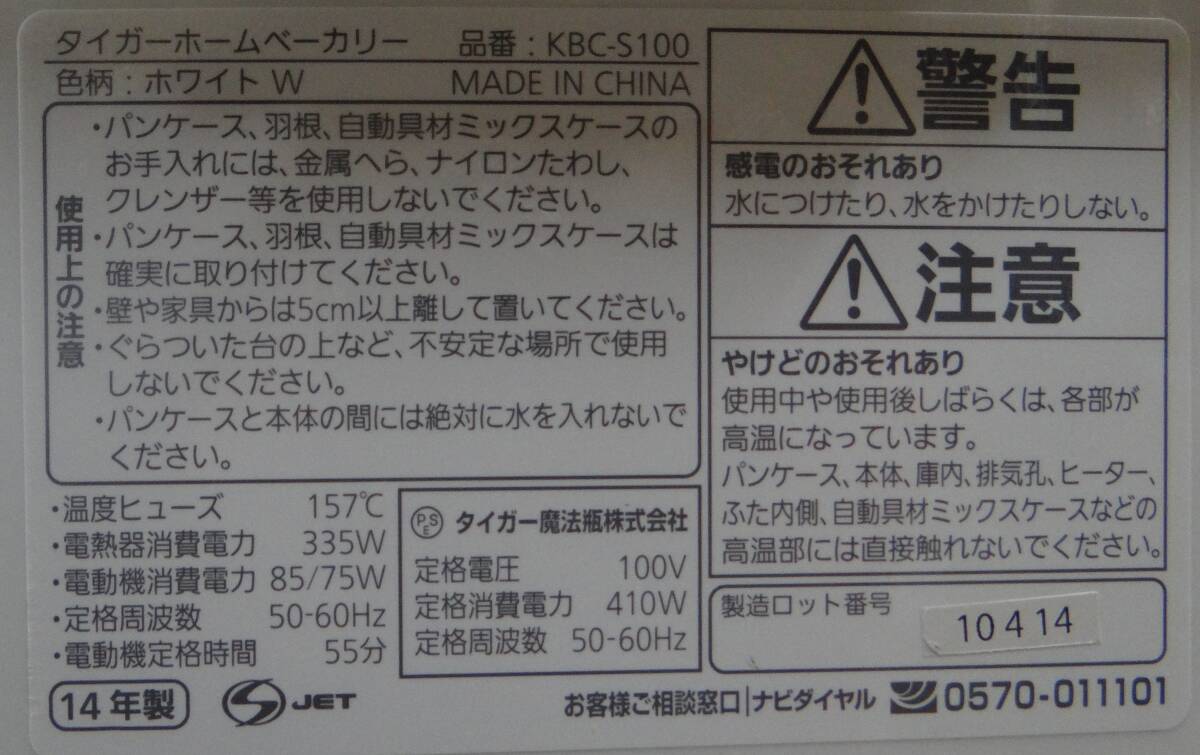 タイガーホームベーカリー 品番：KBC-S100
色柄：ホワイト W MADE IN CHINA
使用上の注意
・パンケース、羽根、自動具材ミックスケースの
お手入れには、金属へら、ナイロンたわし、
クレンザー等を使用しないでください。
・パンケース、羽根、自動具材ミックスケースは
確実に取り付けてください。
・壁や家具からは5cm以上離して置いてください。
・ぐらついた台の上など、不安定な場所で使用
しないでください。
・パンケースと本体の間には絶対に水を入れないで
ください。
・温度ヒューズ 157℃
・電熱器消費電力 335W
・電動機消費電力 85/75W
・定格周波数 50-60Hz
・電動機定格時間 55分
14年製
JET
PSE タイガー魔法瓶株式会社
定格電圧 100V
定格消費電力 410W
定格周波数 50-60Hz
警告
感電のおそれあり
水につけたり、水をかけたりしない。
注意
やけどのおそれあり
使用中や使用後しばらくは、各部が
高温になっています。
パンケース、本体、庫内、排気孔、ヒーター、
ふた内側、自動具材ミックスケースなどの
高温部には直接触れないでください。
製造ロット番号
10 4 14
お客様ご相談窓口|ナビダイヤル 0570-011101